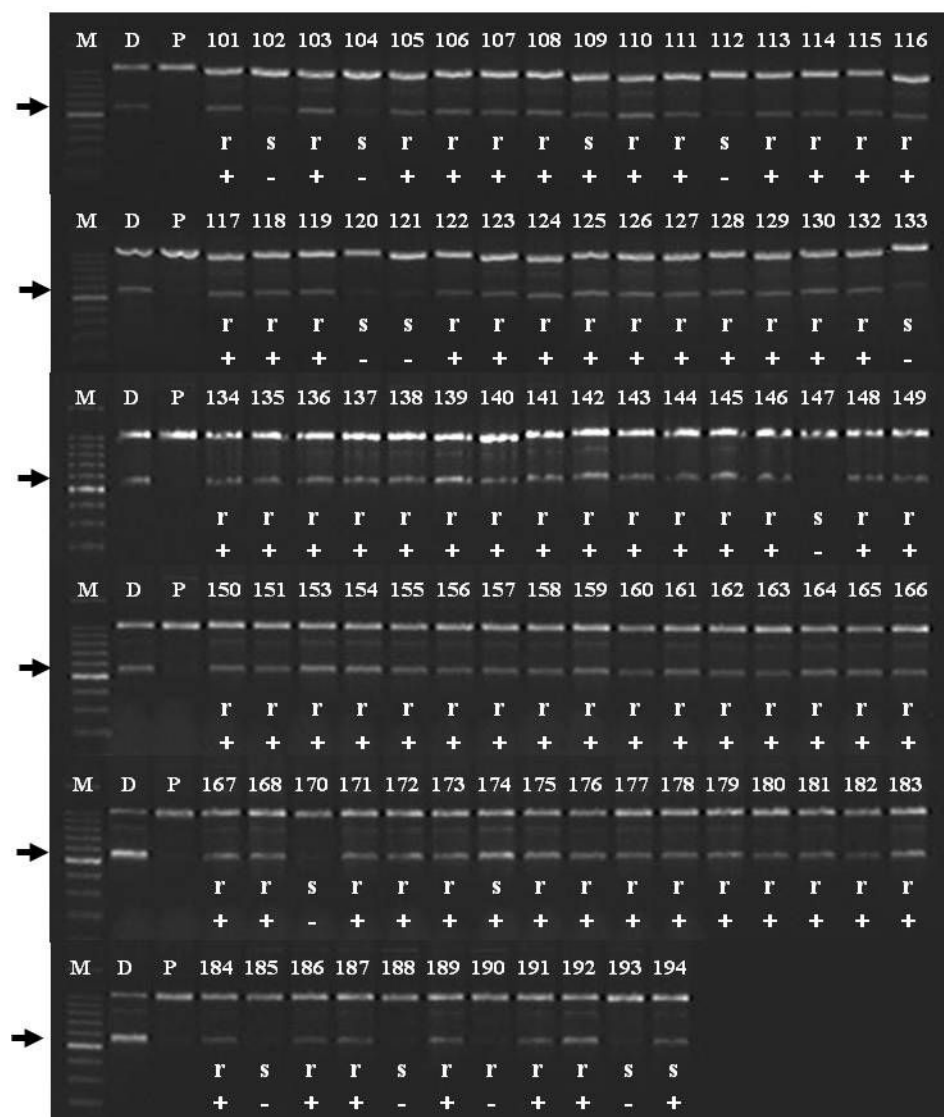 M D P 101 102 103 104 105 106 107 108 109 110 111 112 113 114 115 116
r s r s r r r r s r r s r r r r
+ - + - + + + + + + + - + + + +
M D P 117 118 119 120 121 122 123 124 125 126 127 128 129 130 132 133
r r r s s r r r r r r r r r r s
+ + + - - + + + + + + + + + + -
M D P 134 135 136 137 138 139 140 141 142 143 144 145 146 147 148 149
r r r r r r r r r r r r r s r r
+ + + + + + + + + + + + + - + +
M D P 150 151 153 154 155 156 157 158 159 160 161 162 163 164 165 166
r r r r r r r r r r r r r r r r
+ + + + + + + + + + + + + + + +
M D P 167 168 170 171 172 173 174 175 176 177 178 179 180 181 182 183
r r s r r r s r r r r r r r r r
+ + - + + + + + + + + + + + + +
M D P 184 185 186 187 188 189 190 191 192 193 194
r s r r s r r r r s s
+ - + + - + - + + - +